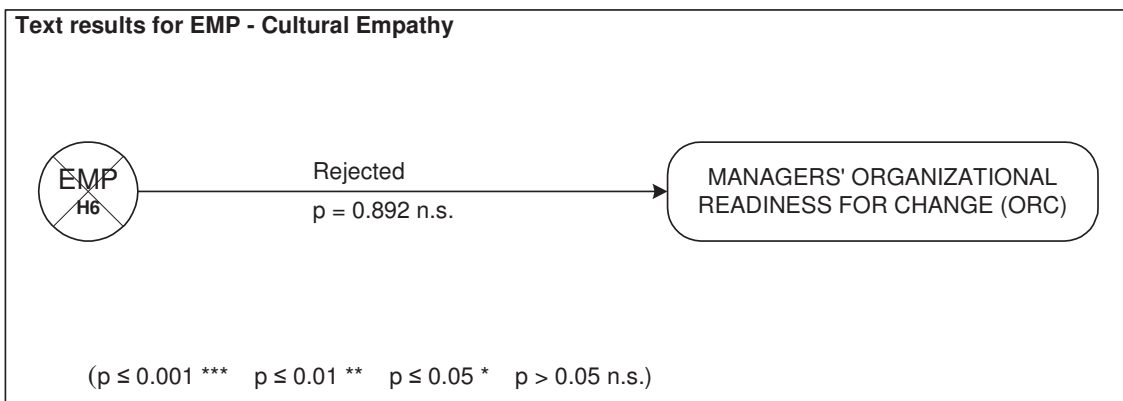 Text results for EMP - Cultural Empathy
EMP
H6
Rejected
p = 0.892 n.s.
MANAGERS' ORGANIZATIONAL
READINESS FOR CHANGE (ORC)
(p ≤ 0.001 *** p ≤ 0.01 ** p ≤ 0.05 * p > 0.05 n.s.)